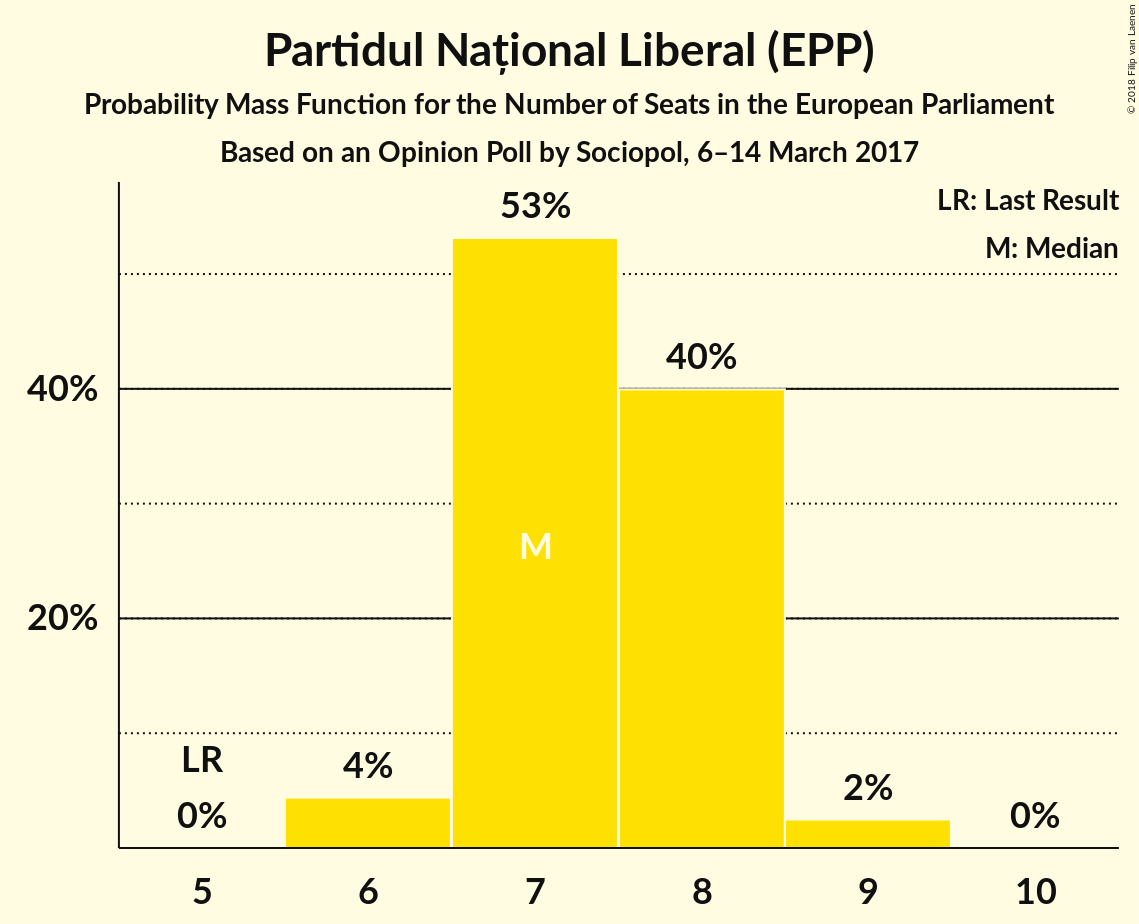 Partidul Național Liberal (EPP)
Probability Mass Function for the Number of Seats in the European Parliament
Based on an Opinion Poll by Sociopol, 6–14 March 2017
© 2018 Filip van Laenen
LR: Last Result
M: Median
53%
40%
40%
M
20%
LR
0%
4%
2%
0%
5
6
7
8
9
10